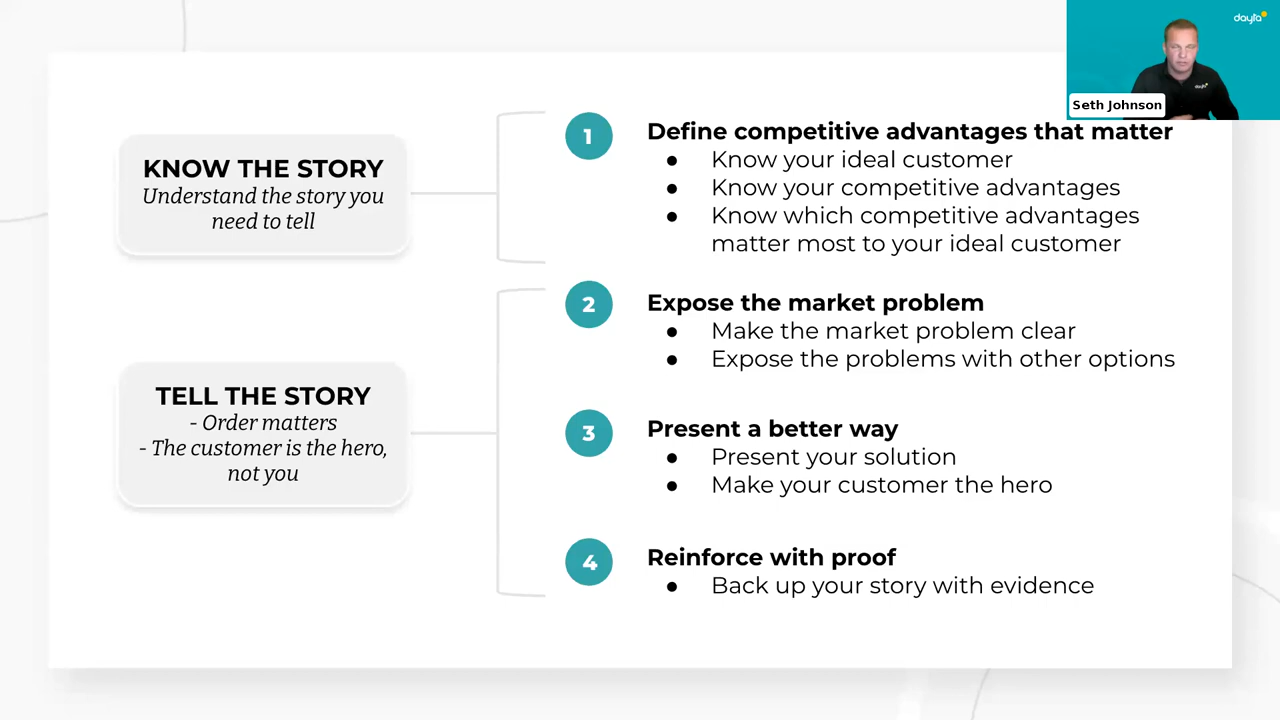 dayta
Seth Johnson
KNOW THE STORY
Understand the story you
need to tell
1
Define competitive advantages that matter
● Know your ideal customer
● Know your competitive advantages
● Know which competitive advantages
matter most to your ideal customer
2
Expose the market problem
● Make the market problem clear
● Expose the problems with other options
TELL THE STORY
- Order matters
- The customer is the hero,
not you
3
Present a better way
● Present your solution
● Make your customer the hero
4
Reinforce with proof
● Back up your story with evidence